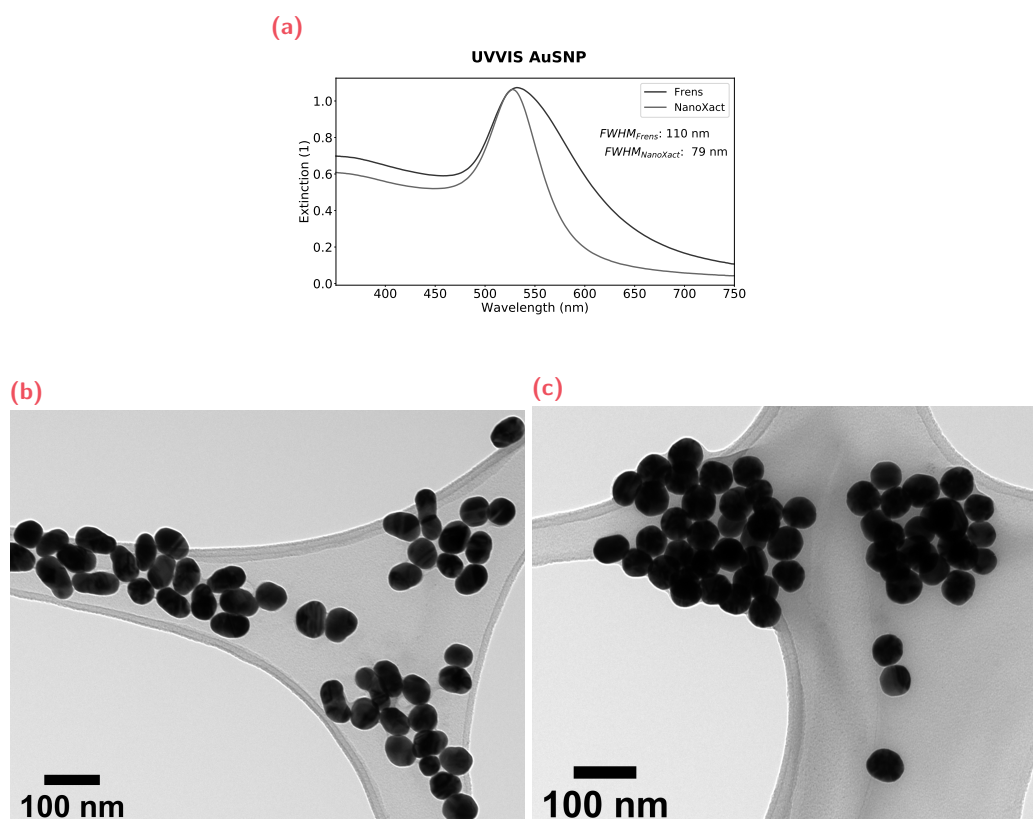 (a)
UVVIS AuSNP
Frens
NanoXact
FWHM_Frens: 110 nm
FWHM_NanoXact: 79 nm
Extinction (1)
1.0
0.8
0.6
0.4
0.2
0.0
400 450 500 550 600 650 700 750
Wavelength (nm)
(b)
(c)
100 nm
100 nm